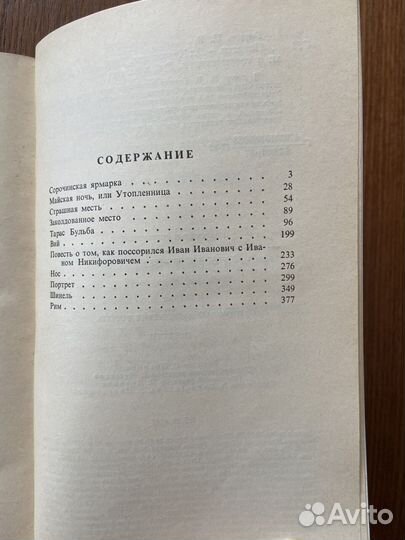 СОДЕРЖАНИЕ
Сорочинская ярмарка . . . . . . . . . . . . 3
Майская ночь, или Утопленница . . . . . . . . 28
Страшная месть . . . . . . . . . . . . . . 54
Заколдованное место . . . . . . . . . . . . 89
Тарас Бульба . . . . . . . . . . . . . . . 96
Вий . . . . . . . . . . . . . . . . . . 199
Повесть о том, как поссорился Иван Иванович с Ива-
ном Никифоровичем . . . . . . . . . . . . 233
Нос . . . . . . . . . . . . . . . . . . 276
Портрет . . . . . . . . . . . . . . . . . 299
Шинель . . . . . . . . . . . . . . . . . 349
Рим . . . . . . . . . . . . . . . . . . 377
Avito